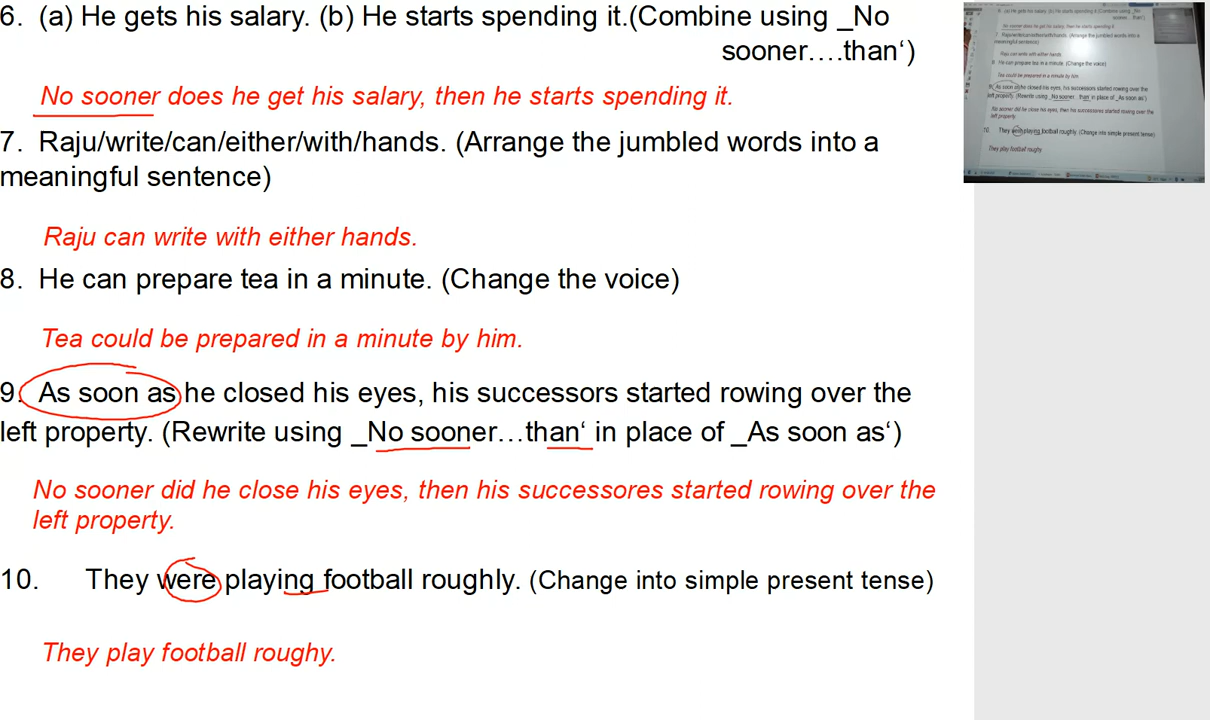 6. (a) He gets his salary. (b) He starts spending it.(Combine using _No
sooner….than‘)
No sooner does he get his salary, then he starts spending it.
7. Raju/write/can/either/with/hands. (Arrange the jumbled words into a
meaningful sentence)
Raju can write with either hands.
8. He can prepare tea in a minute. (Change the voice)
Tea could be prepared in a minute by him.
9. As soon as he closed his eyes, his successors started rowing over the
left property. (Rewrite using _No sooner…than‘ in place of _As soon as‘)
No sooner did he close his eyes, then his successores started rowing over the
left property.
10. They were playing football roughly. (Change into simple present tense)
They play football roughy.